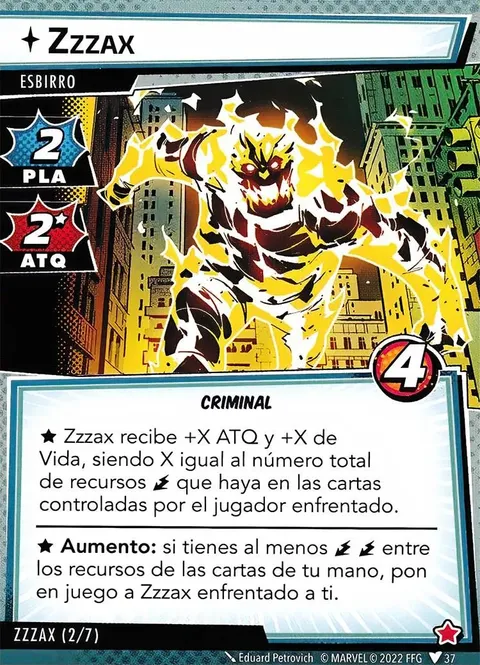 Zzzax
ESBIRRO
2
PLA
2★
ATQ
4
CRIMINAL
★ Zzzax recibe +X ATQ y +X de
Vida, siendo X igual al número total
de recursos que haya en las cartas
controladas por el jugador enfrentado.
★ Aumento: si tienes al menos entre
los recursos de las cartas de tu mano, pon
en juego a Zzzax enfrentado a ti.
ZZZAX (2/7)
Eduard Petrovich © MARVEL © 2022 FFG 37